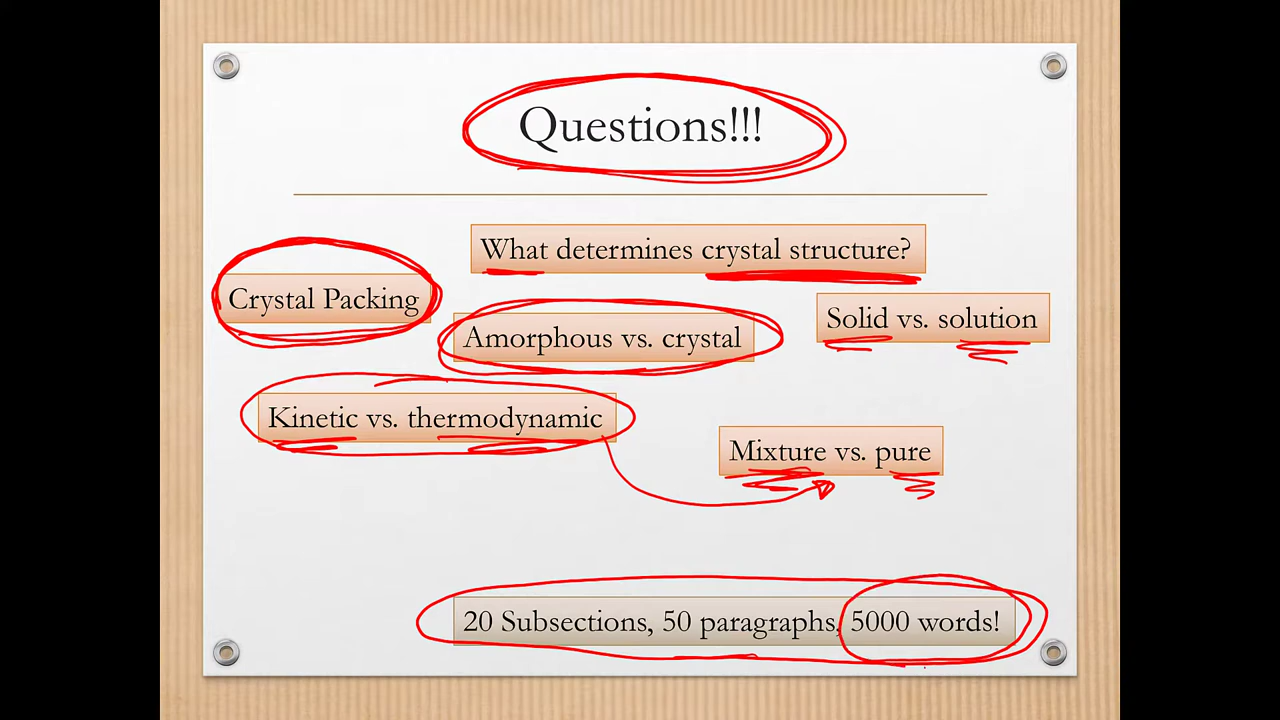 Questions!!!
What determines crystal structure?
Crystal Packing
Solid vs. solution
Amorphous vs. crystal
Kinetic vs. thermodynamic
Mixture vs. pure
20 Subsections, 50 paragraphs, 5000 words!